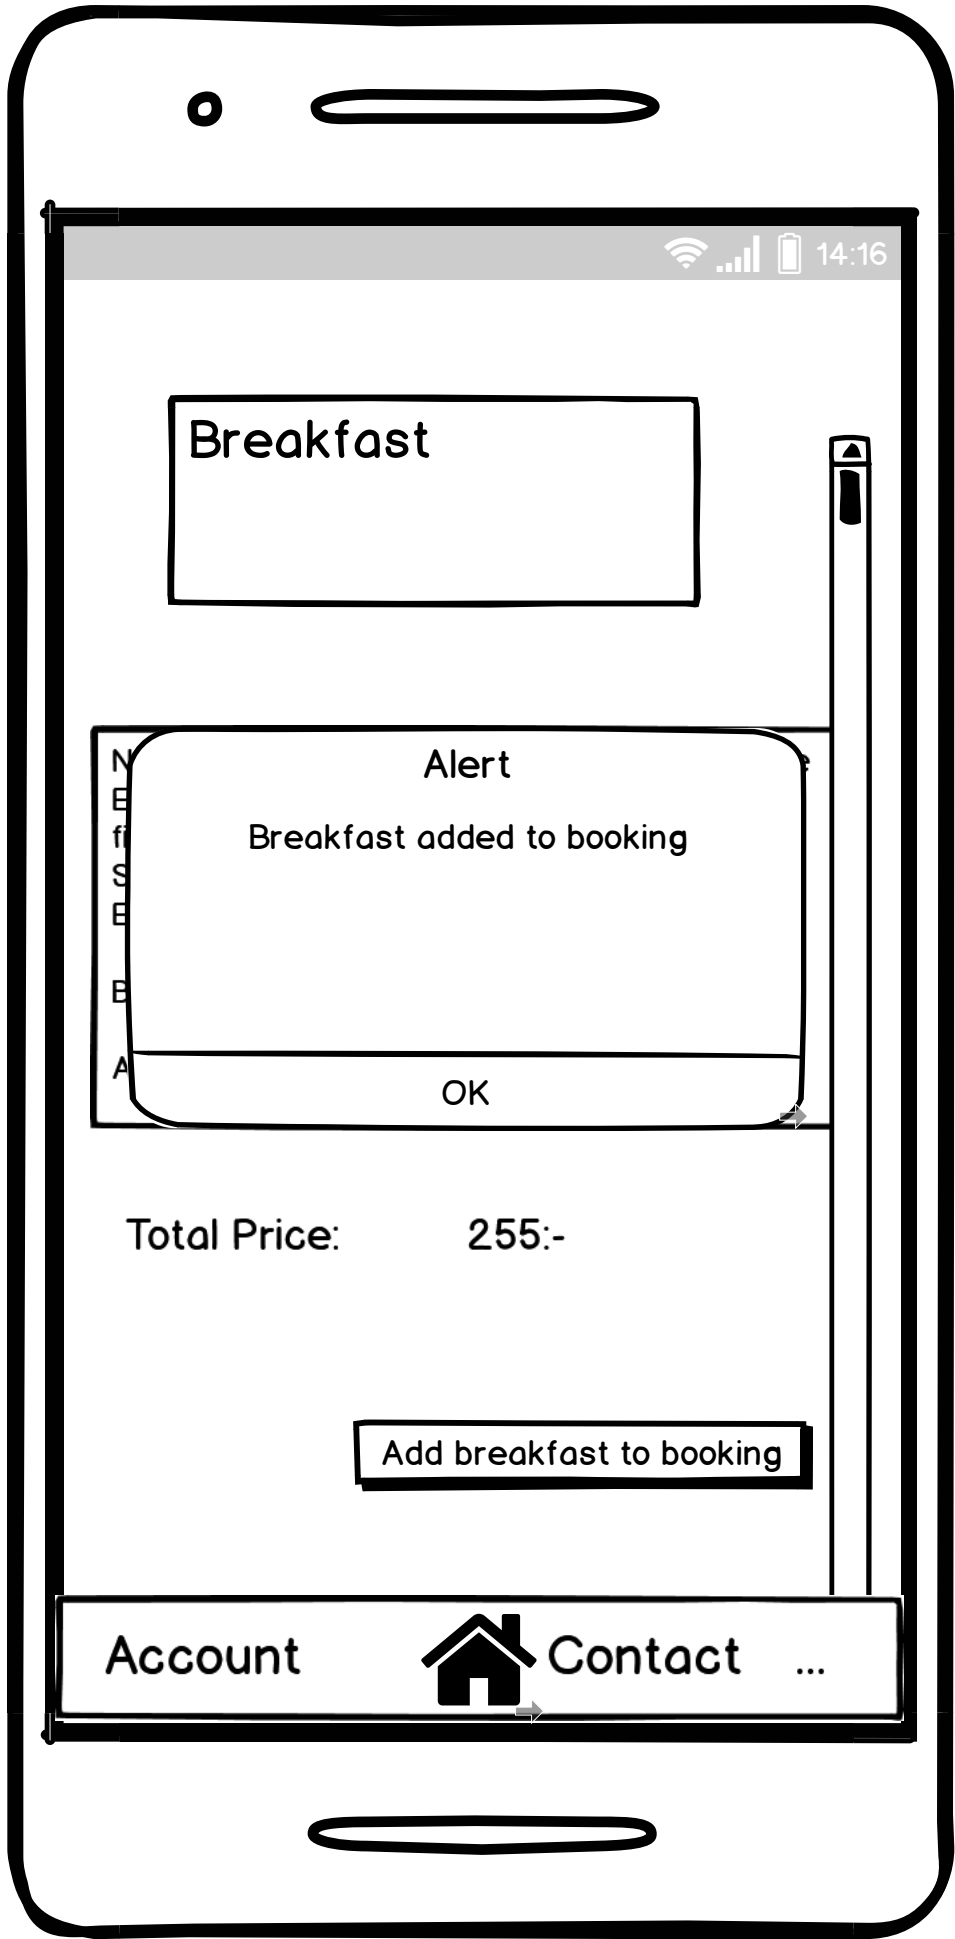 14:16
Breakfast
Alert
Breakfast added to booking
OK
Total Price: 255:-
Add breakfast to booking
Account Contact ...